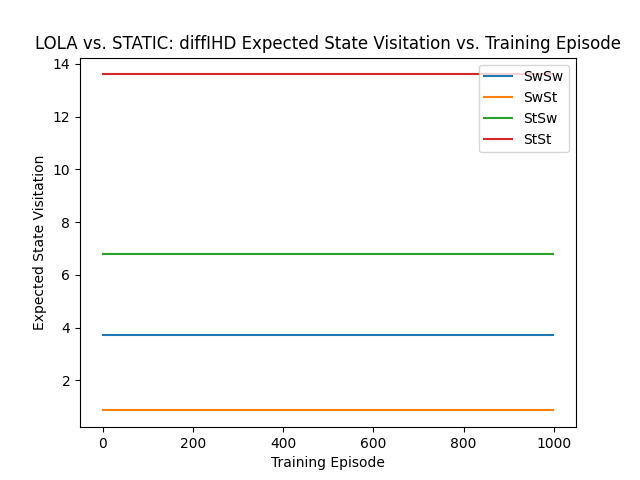 LOLA vs. STATIC: diffIHD Expected State Visitation vs. Training Episode
14
12
10
8
6
4
2
Expected State Visitation
SwSw
SwSt
StSw
StSt
0 200 400 600 800 1000
Training Episode